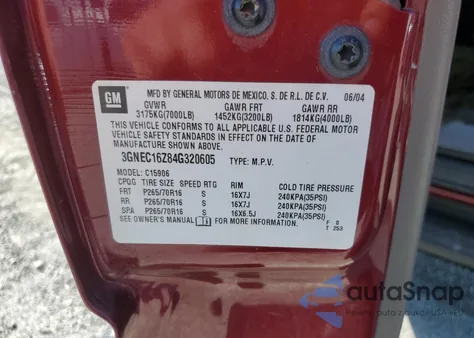 GM
MFD BY GENERAL MOTORS DE MEXICO, S. DE R.L. DE C.V. 06/04
GVWR GAWR FRT GAWR RR
3175KG(7000LB) 1452KG(3200LB) 1814KG(4000LB)
THIS VEHICLE CONFORMS TO ALL APPLICABLE U.S. FEDERAL MOTOR
VEHICLE SAFETY STANDARDS IN EFFECT ON THE DATE OF
MANUFACTURE SHOWN ABOVE.
3GNEC16Z84G320605 TYPE: M.P.V.
MODEL: C15906
CPQG TIRE SIZE SPEED RTG RIM COLD TIRE PRESSURE
FRT P265/70R16 S 16X7J 240KPA(35PSI)
RR P265/70R16 S 16X7J 240KPA(35PSI)
SPA P265/70R16 S 16X6.5J 240KPA(35PSI)
SEE OWNER'S MANUAL FOR MORE INFORMATION.
F 0
T 253
autoSnap